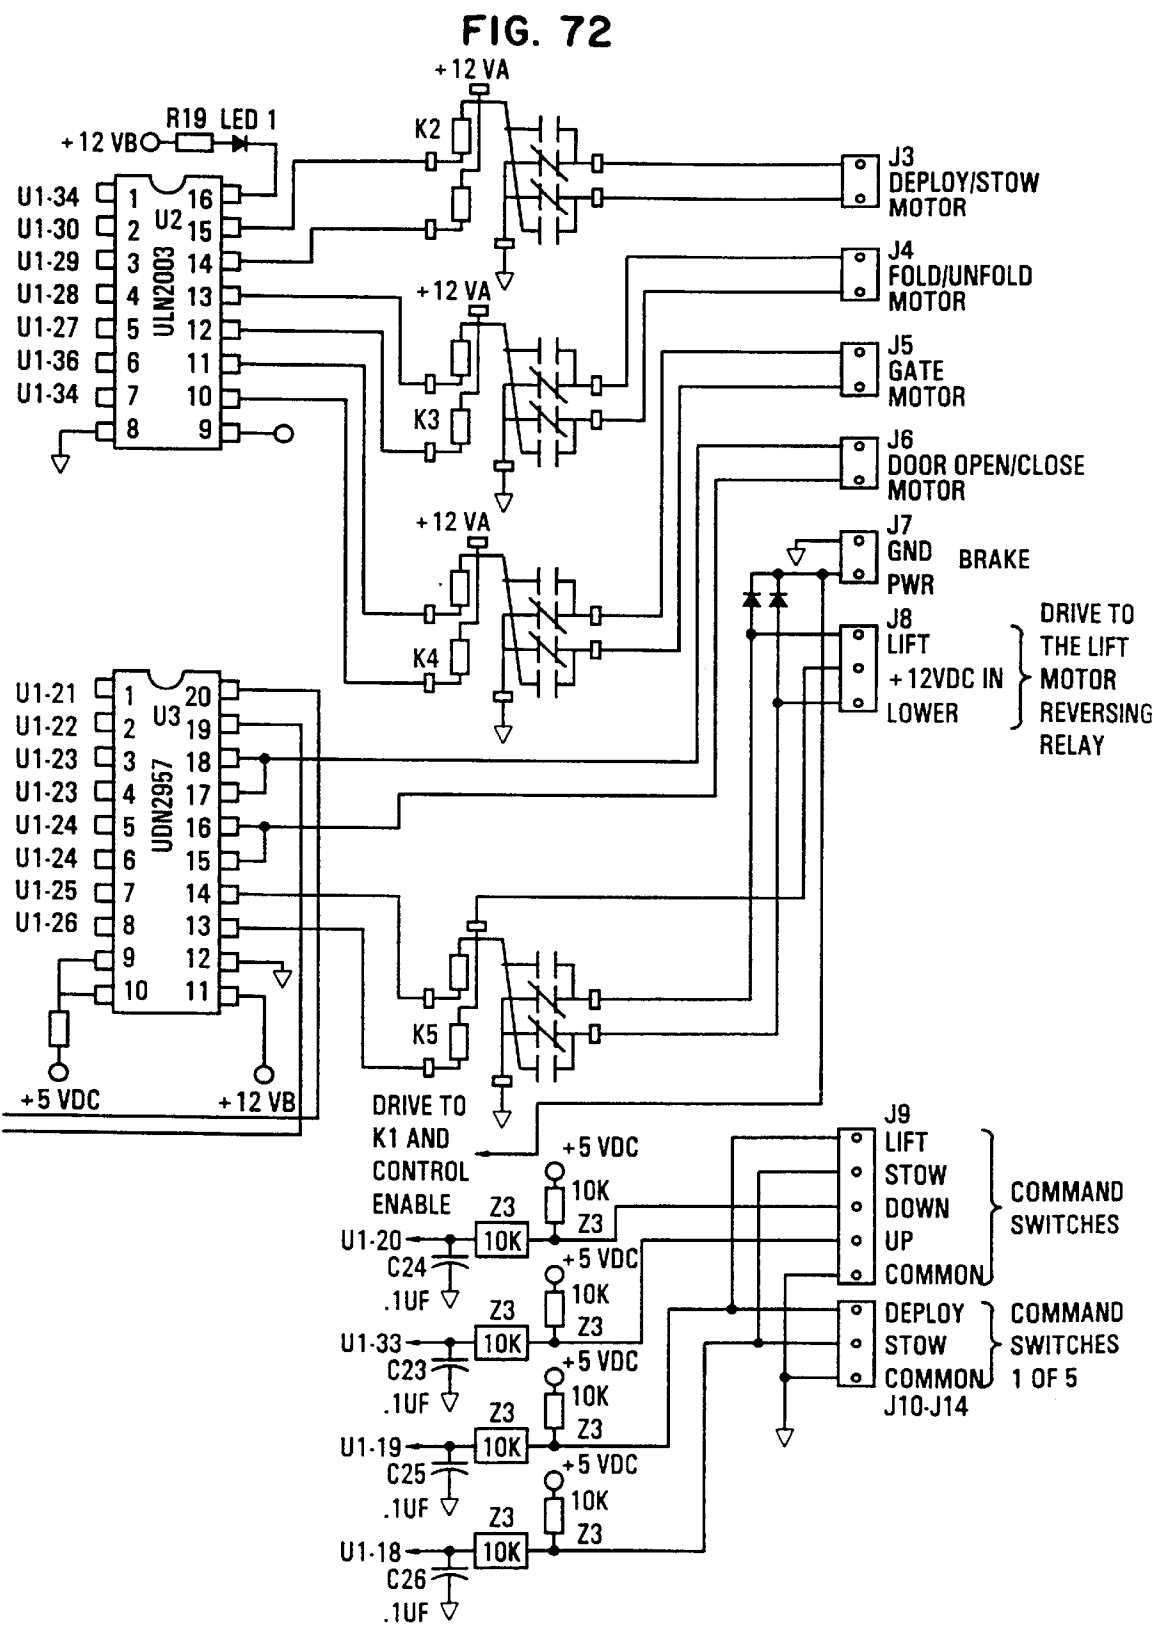 FIG. 72
+12 VA
R19 LED 1
+12 VB
K2
U1-34
U1-30
U1-29
U1-28
U1-27
U1-36
U1-34
1
2
3
4
5
6
7
8
U2
ULN2003
16
15
14
13
12
11
10
9
J3
DEPLOY/STOW
MOTOR
+12 VA
K3
J4
FOLD/UNFOLD
MOTOR
J5
GATE
MOTOR
J6
DOOR OPEN/CLOSE
MOTOR
+12 VA
K4
J7
GND
PWR
BRAKE
J8
LIFT
+12VDC IN
LOWER
DRIVE TO
THE LIFT
MOTOR
REVERSING
RELAY
U1-21
U1-22
U1-23
U1-23
U1-24
U1-24
U1-25
U1-26
1
2
3
4
5
6
7
8
9
10
U3
UDN2957
20
19
18
17
16
15
14
13
12
11
+5 VDC
+12 VB
K5
DRIVE TO
K1 AND
CONTROL
ENABLE
J9
LIFT
STOW
DOWN
UP
COMMON
COMMAND
SWITCHES
DEPLOY
STOW
COMMON
J10-J14
COMMAND
SWITCHES
1 OF 5
+5 VDC
10K
Z3
Z3
10K
U1-20
C24
.1UF
+5 VDC
10K
Z3
Z3
10K
U1-33
C23
.1UF
+5 VDC
10K
Z3
Z3
10K
U1-19
C25
.1UF
+5 VDC
10K
Z3
Z3
10K
U1-18
C26
.1UF